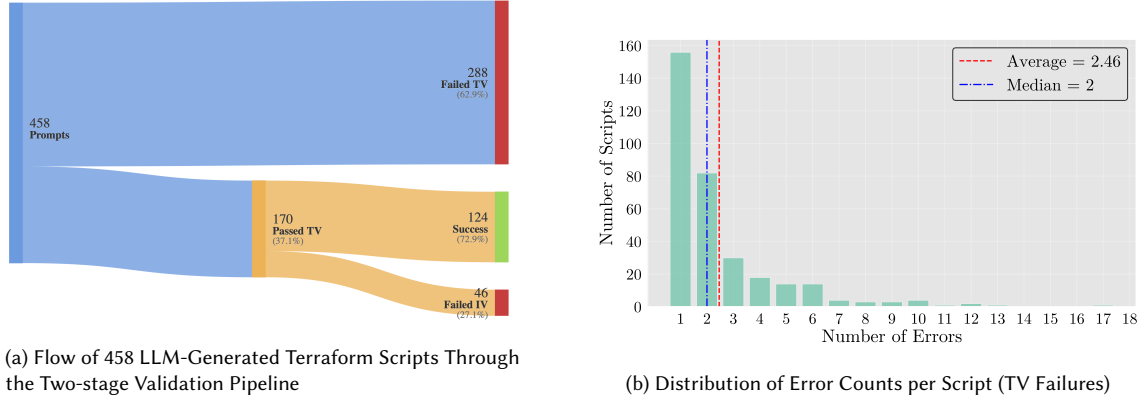 458
Prompts
288
Failed TV
(62.9%)
170
Passed TV
(37.1%)
124
Success
(72.9%)
46
Failed IV
(27.1%)
(a) Flow of 458 LLM-Generated Terraform Scripts Through
the Two-stage Validation Pipeline
Number of Scripts
160
140
120
100
80
60
40
20
0
Average = 2.46
Median = 2
1 2 3 4 5 6 7 8 9 10 11 12 13 14 15 16 17 18
Number of Errors
(b) Distribution of Error Counts per Script (TV Failures)